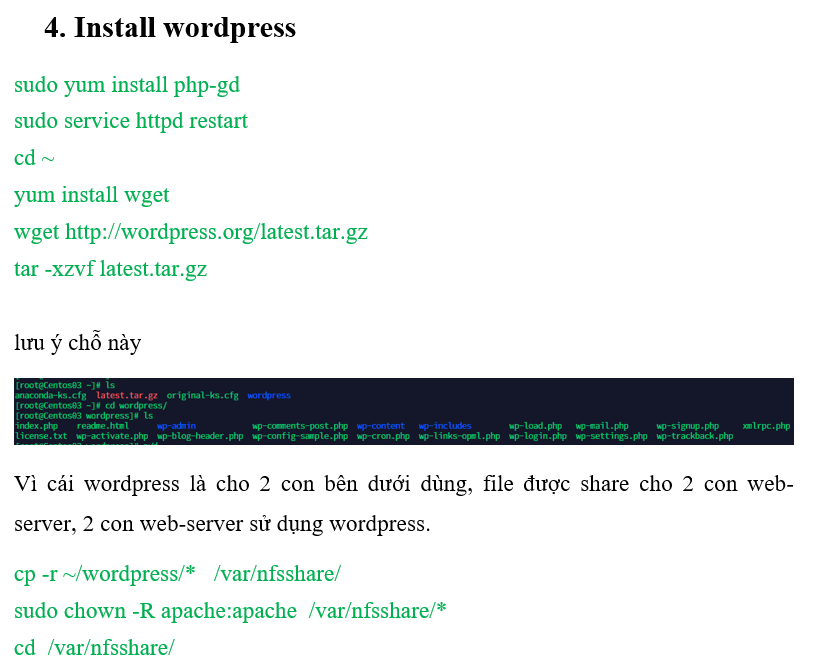 4. Install wordpress
sudo yum install php-gd
sudo service httpd restart
cd ~
yum install wget
wget http://wordpress.org/latest.tar.gz
tar -xzvf latest.tar.gz
lưu ý chỗ này
[root@Centos03 ~]# ls
anaconda-ks.cfg latest.tar.gz original-ks.cfg wordpress
[root@Centos03 ~]# cd wordpress/
[root@Centos03 wordpress]# ls
index.php readme.html wp-admin wp-comments-post.php wp-content wp-includes wp-load.php wp-mail.php wp-signup.php xmlrpc.php
license.txt wp-activate.php wp-blog-header.php wp-config-sample.php wp-cron.php wp-links-opml.php wp-login.php wp-settings.php wp-trackback.php
Vì cái wordpress là cho 2 con bên dưới dùng, file được share cho 2 con web-
server, 2 con web-server sử dụng wordpress.
cp -r ~/wordpress/* /var/nfsshare/
sudo chown -R apache:apache /var/nfsshare/*
cd /var/nfsshare/